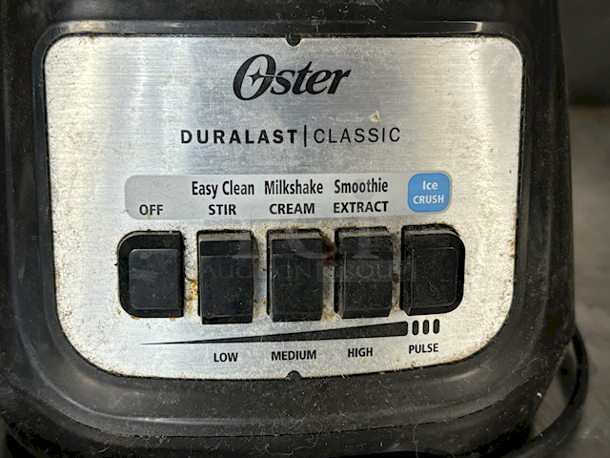 Oster
DURALAST | CLASSIC
Easy Clean Milkshake Smoothie Ice
OFF STIR CREAM EXTRACT CRUSH
LOW MEDIUM HIGH PULSE